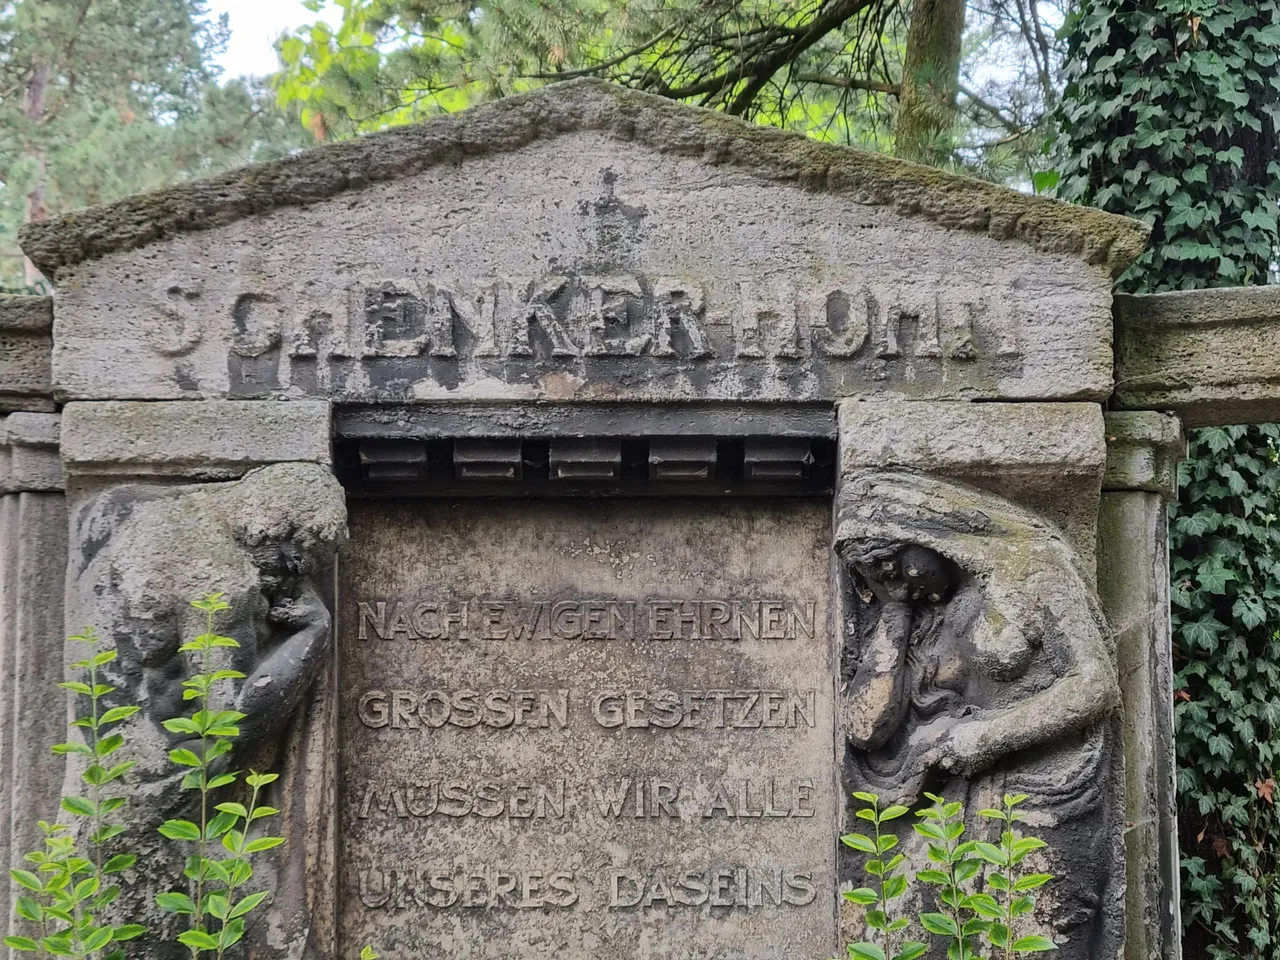 SCHENKER
NACH EWIGEN EHRNEN
GROSSEN GESETZEN
MÜSSEN WIR ALLE
UNSERES DASEINS